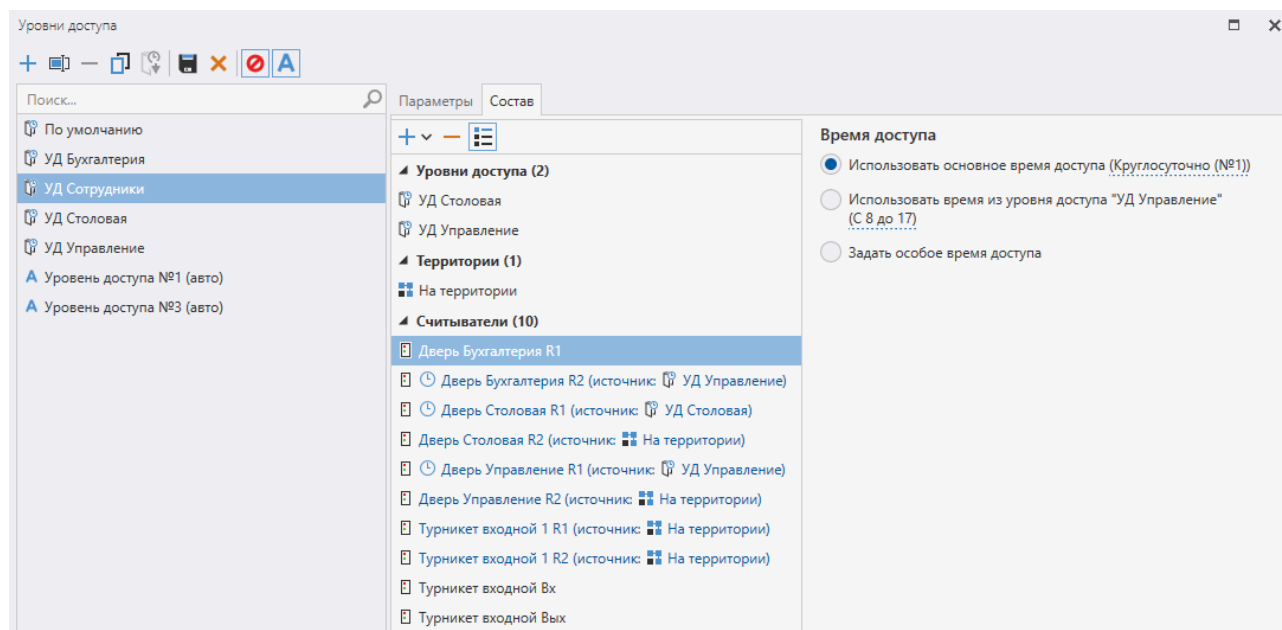 Уровни доступа
Поиск...
По умолчанию
УД Бухгалтерия
УД Сотрудники
УД Столовая
УД Управление
Уровень доступа №1 (авто)
Уровень доступа №3 (авто)
Параметры Состав
Уровни доступа (2)
УД Столовая
УД Управление
Территории (1)
На территории
Считыватели (10)
Дверь Бухгалтерия R1
Дверь Бухгалтерия R2 (источник: УД Управление)
Дверь Столовая R1 (источник: УД Столовая)
Дверь Столовая R2 (источник: На территории)
Дверь Управление R1 (источник: УД Управление)
Дверь Управление R2 (источник: На территории)
Турникет входной 1 R1 (источник: На территории)
Турникет входной 1 R2 (источник: На территории)
Турникет входной Вх
Турникет входной Вых
Время доступа
Использовать основное время доступа (Круглосуточно (№1))
Использовать время из уровня доступа "УД Управление"
(С 8 до 17)
Задать особое время доступа